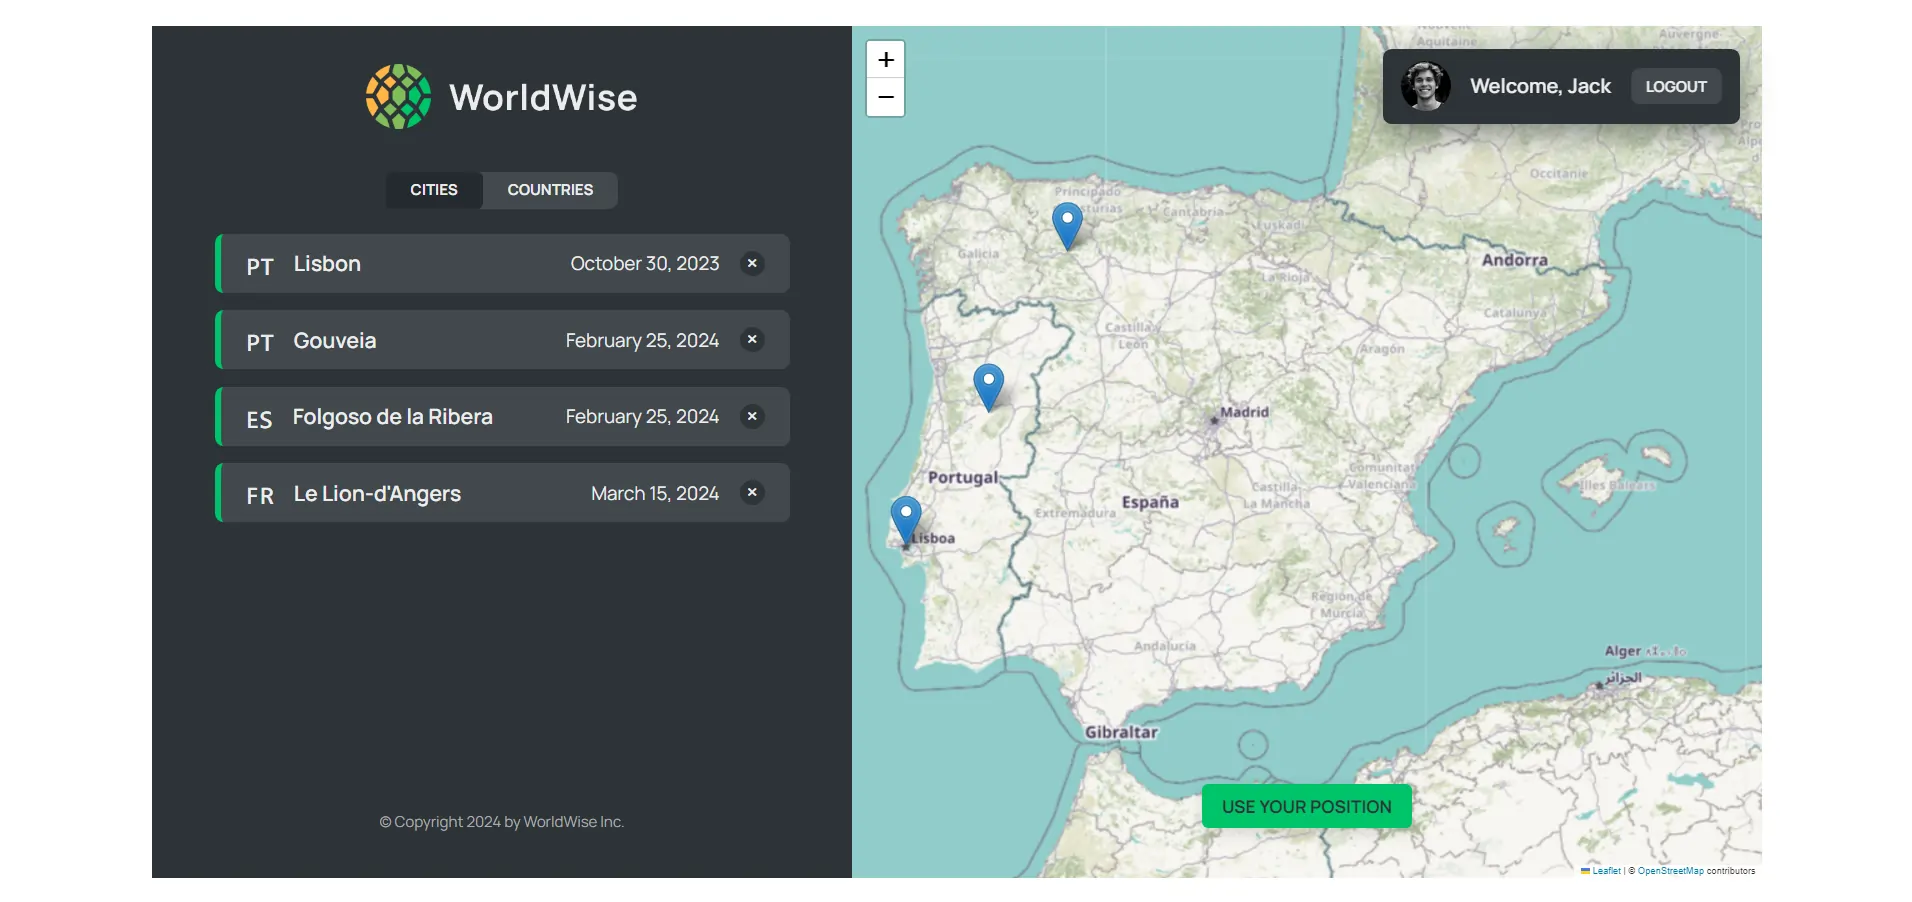 WorldWise
CITIES COUNTRIES
PT Lisbon October 30, 2023 ×
PT Gouveia February 25, 2024 ×
ES Folgoso de la Ribera February 25, 2024 ×
FR Le Lion-d'Angers March 15, 2024 ×
© Copyright 2024 by WorldWise Inc.
+
−
Welcome, Jack LOGOUT
Aquitaine
Auvergne-
Occitanie
Principado
Cantabria
Euskadi
Galicia
Andorra
La Rioja
Catalunya
Castilla y
León
Aragón
Madrid
Portugal
España
Comunitat
Valenciana
Castilla-
La Mancha
Extremadura
Illes Balears
Lisboa
Región de
Murcia
Andalucía
Alger
الجزائر
Gibraltar
USE YOUR POSITION
Leaflet | © OpenStreetMap contributors